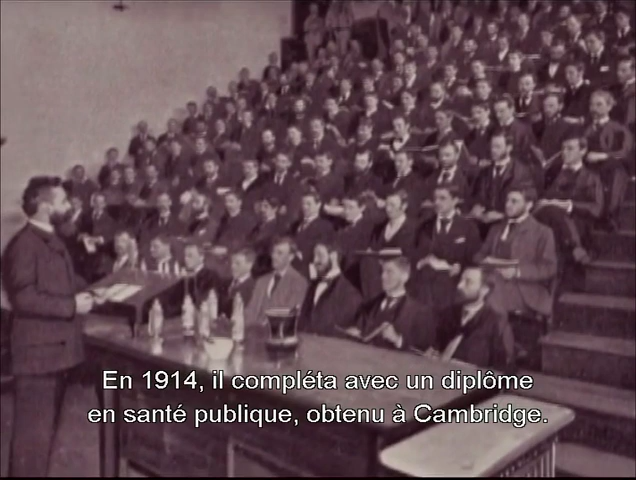 En 1914, il compléta avec un diplôme
en santé publique, obtenu à Cambridge.